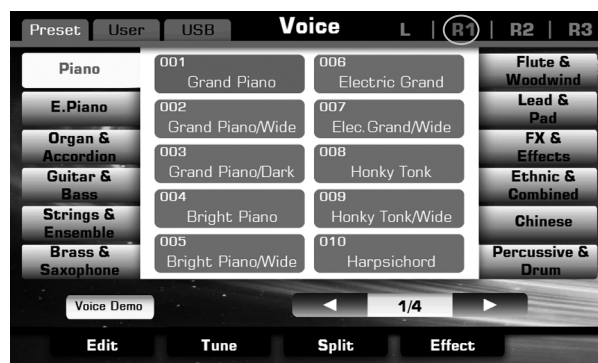 Preset User USB Voice L | R1 | R2 | R3
Piano
E.Piano
Organ &
Accordion
Guitar &
Bass
Strings &
Ensemble
Brass &
Saxophone
001
Grand Piano
002
Grand Piano/Wide
003
Grand Piano/Dark
004
Bright Piano
005
Bright Piano/Wide
006
Electric Grand
007
Elec.Grand/Wide
008
Honky Tonk
009
Honky Tonk/Wide
010
Harpsichord
Flute &
Woodwind
Lead &
Pad
FX &
Effects
Ethnic &
Combined
Chinese
Percussive &
Drum
Voice Demo
1/4
Edit Tune Split Effect